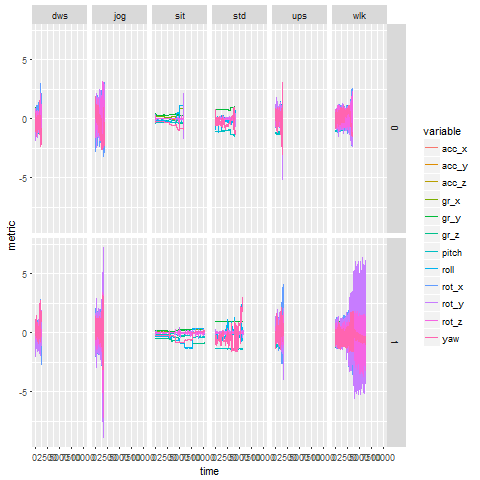 dws jog sit std ups wlk
5
0
-5
0
5
0
-5
1
metric
time
variable
acc_x
acc_y
acc_z
gr_x
gr_y
gr_z
pitch
roll
rot_x
rot_y
rot_z
yaw